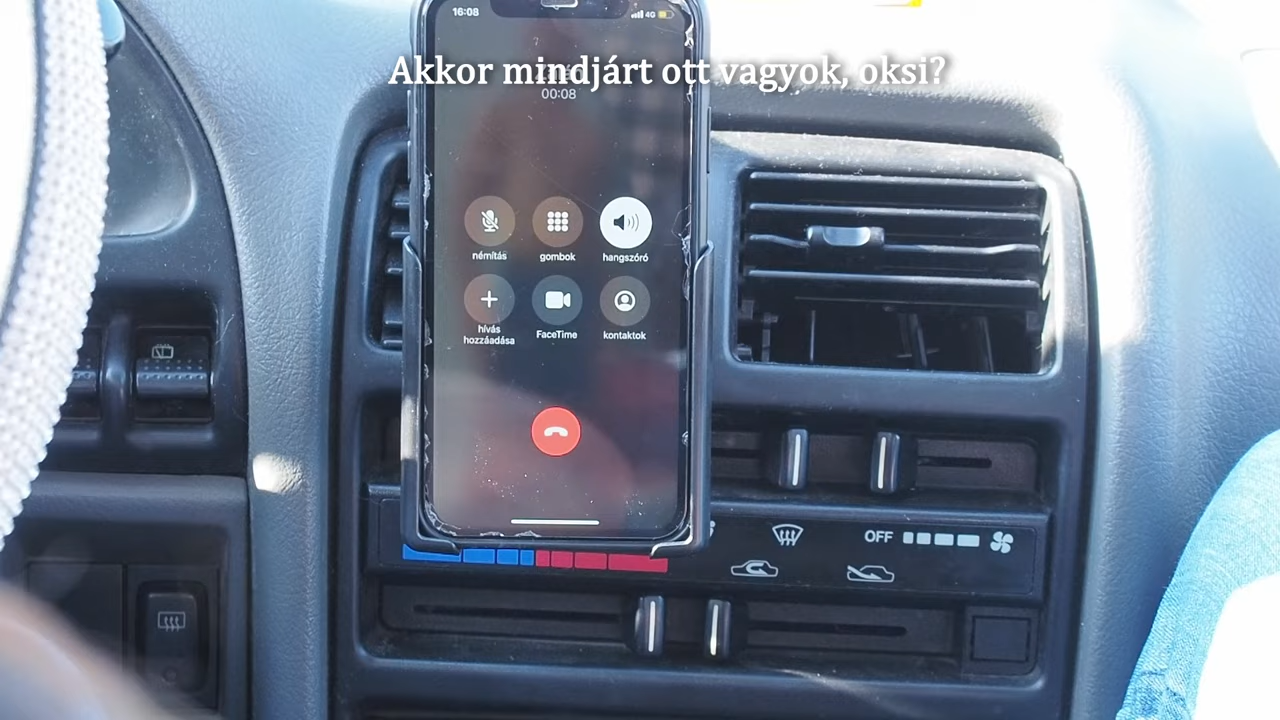 16:08
4G
Akkor mindjárt ott vagyok, oksi?
00:08
némítás gombok hangszóró
hívás
hozzáadása FaceTime kontaktok
OFF